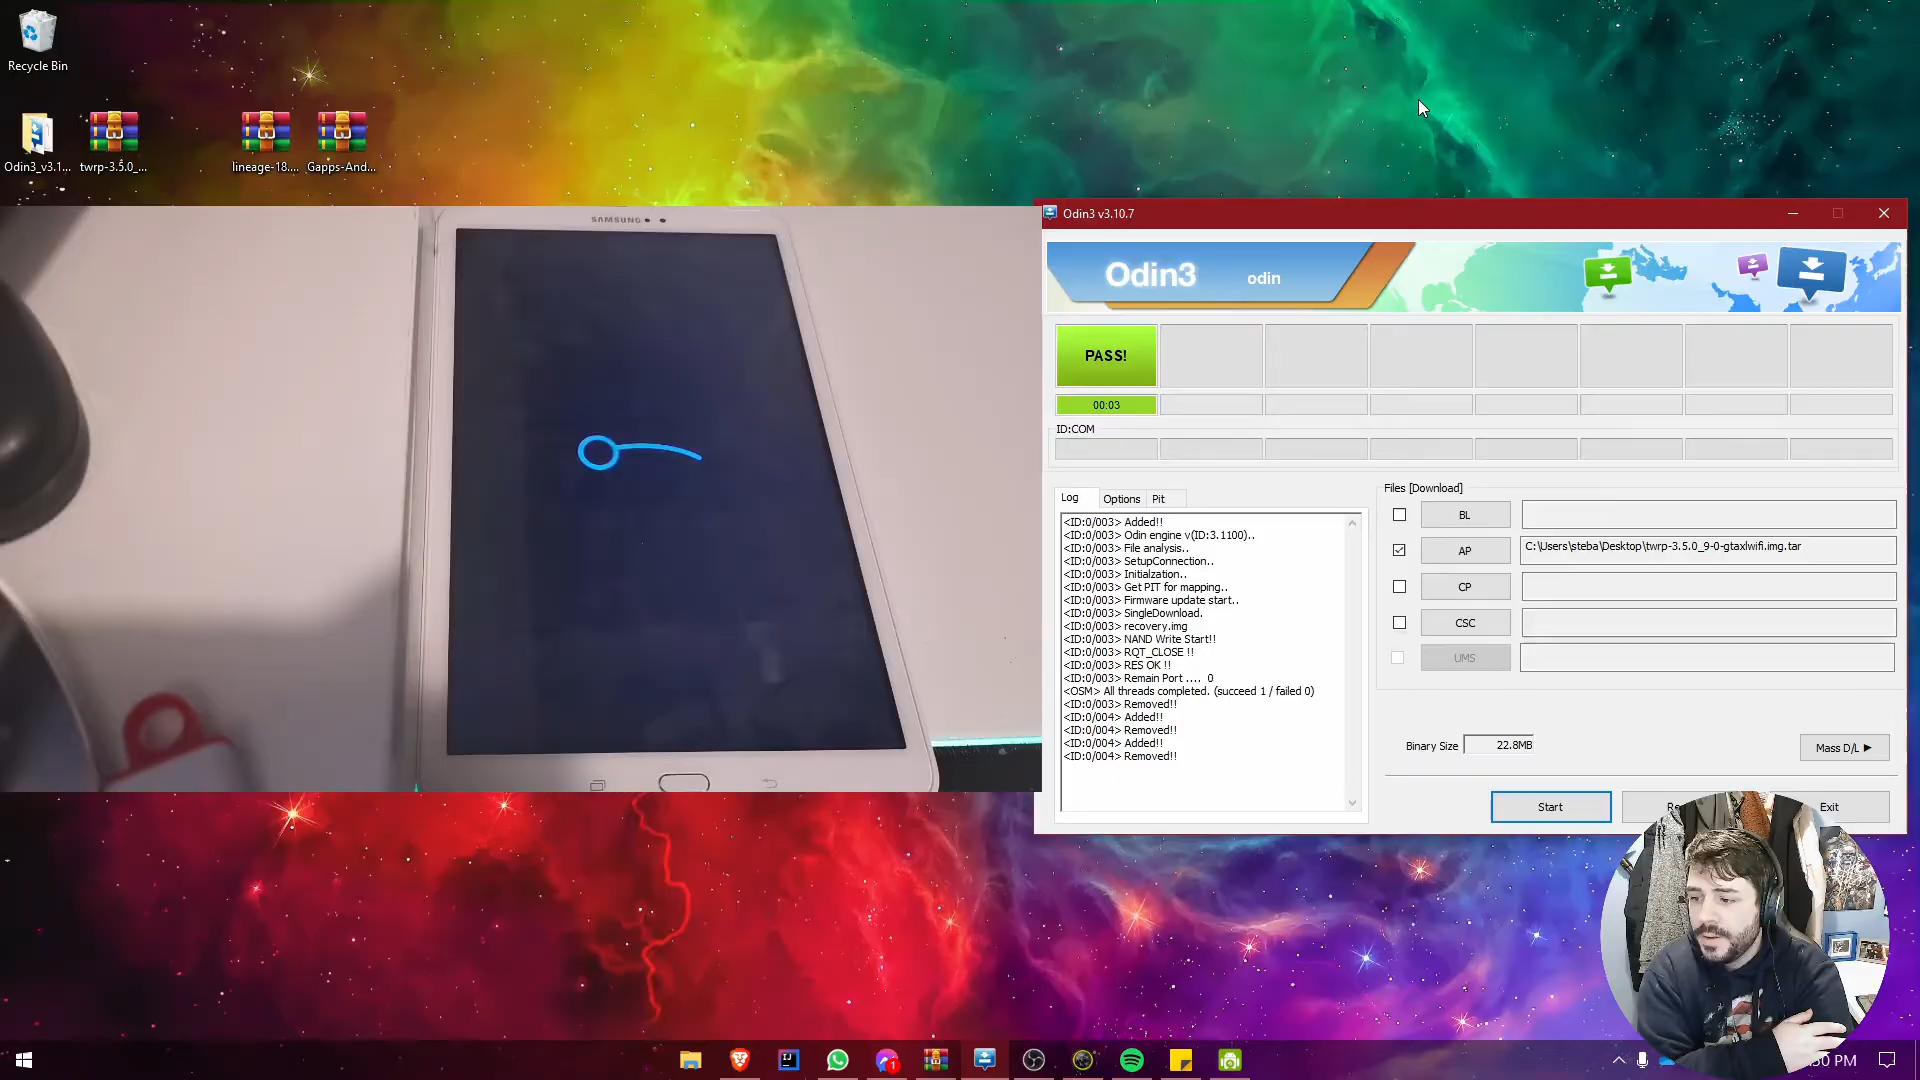 Recycle Bin
Odin3_v3.1...
twrp-3.5.0_...
lineage-18....
Gapps-And...
SAMSUNG
Odin3 v3.10.7
Odin3
odin
PASS!
00:03
ID:COM
Log
Options
Pit
<ID:0/003> Added!!
<ID:0/003> Odin engine v(ID:3.1100)..
<ID:0/003> File analysis..
<ID:0/003> SetupConnection..
<ID:0/003> Initialzation..
<ID:0/003> Get PIT for mapping..
<ID:0/003> Firmware update start..
<ID:0/003> SingleDownload.
<ID:0/003> recovery.img
<ID:0/003> NAND Write Start!!
<ID:0/003> RQT_CLOSE !!
<ID:0/003> RES OK !!
<ID:0/003> Remain Port .... 0
<OSM> All threads completed. (succeed 1 / failed 0)
<ID:0/003> Removed!!
<ID:0/004> Added!!
<ID:0/004> Removed!!
<ID:0/004> Added!!
<ID:0/004> Removed!!
Files [Download]
BL
AP
C:\Users\steba\Desktop\twrp-3.5.0_9-0-gtaxlwifi.img.tar
CP
CSC
UMS
Binary Size
22.8MB
Mass D/L ►
Start
Exit
IJ
1
PM